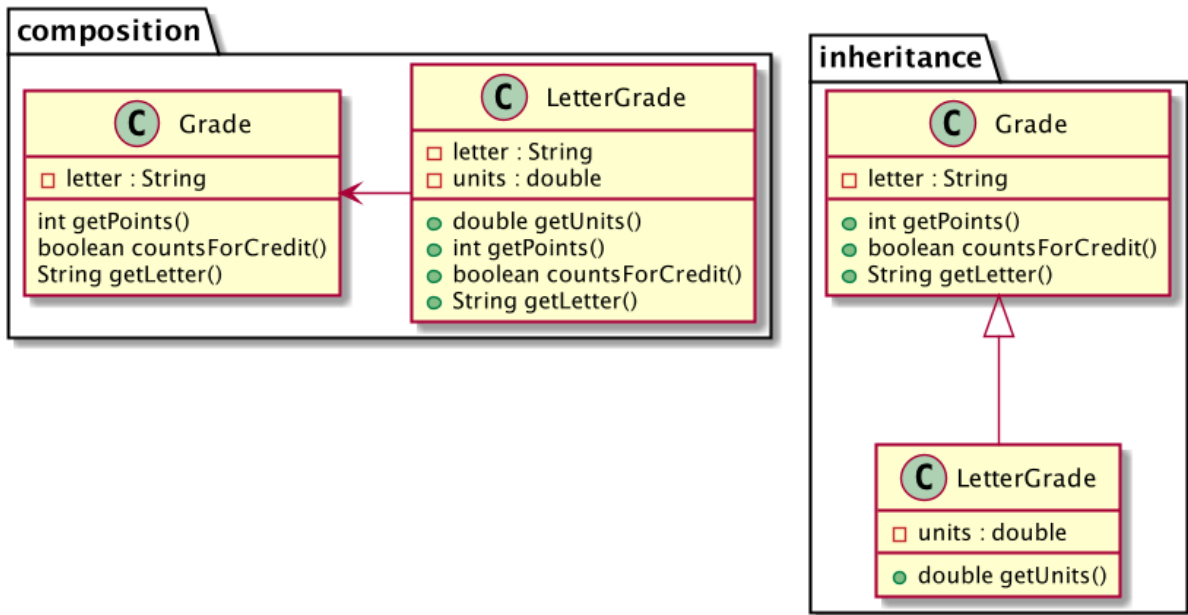 composition
C Grade
letter : String
int getPoints()
boolean countsForCredit()
String getLetter()
C LetterGrade
letter : String
units : double
double getUnits()
int getPoints()
boolean countsForCredit()
String getLetter()
inheritance
C Grade
letter : String
int getPoints()
boolean countsForCredit()
String getLetter()
C LetterGrade
units : double
double getUnits()